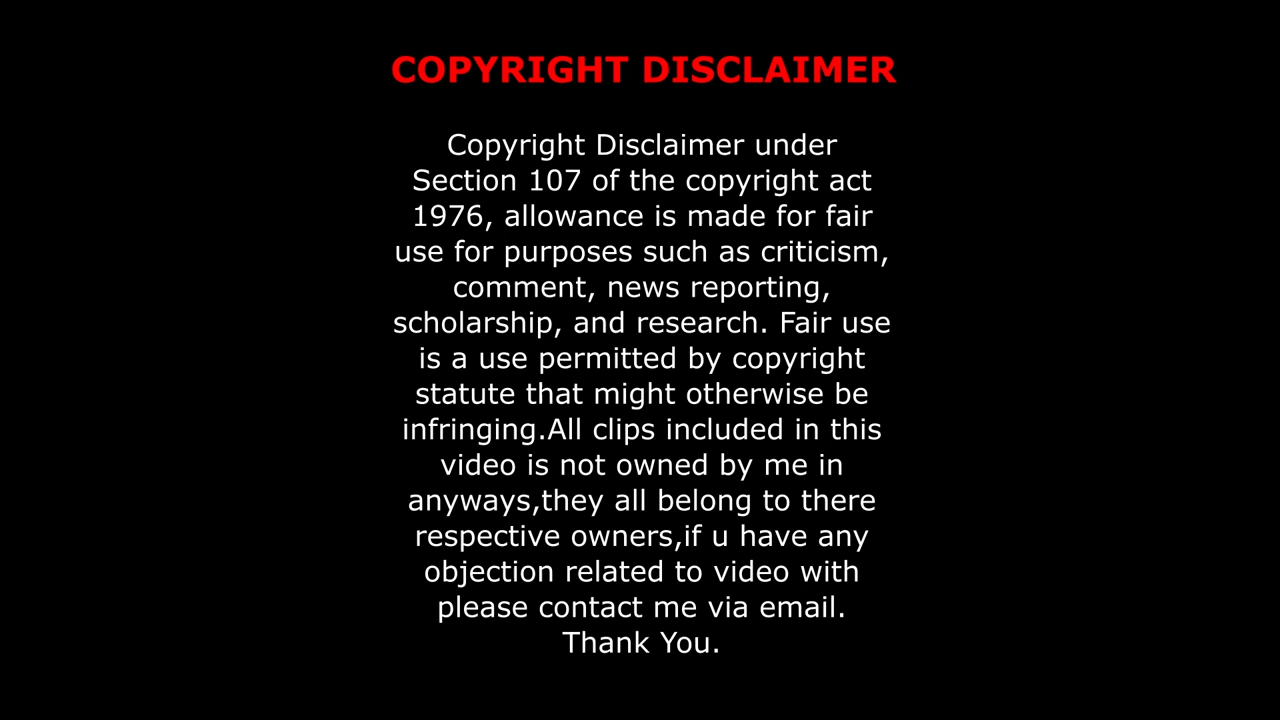 COPYRIGHT DISCLAIMER
Copyright Disclaimer under
Section 107 of the copyright act
1976, allowance is made for fair
use for purposes such as criticism,
comment, news reporting,
scholarship, and research. Fair use
is a use permitted by copyright
statute that might otherwise be
infringing.All clips included in this
video is not owned by me in
anyways,they all belong to there
respective owners,if u have any
objection related to video with
please contact me via email.
Thank You.